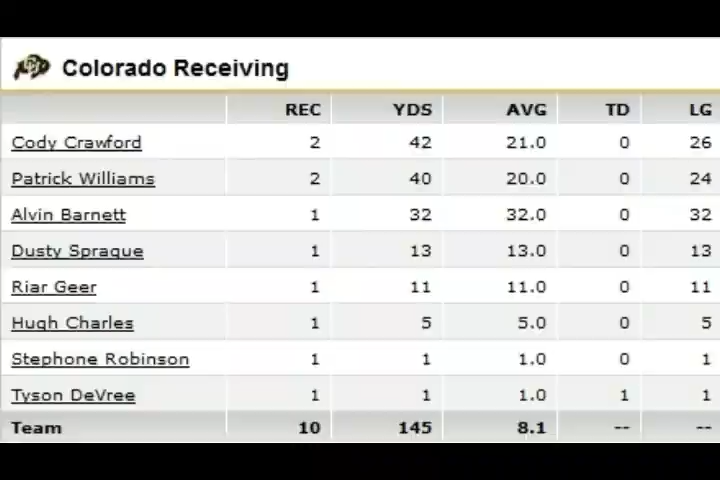 Colorado Receiving
REC YDS AVG TD LG
Cody Crawford 2 42 21.0 0 26
Patrick Williams 2 40 20.0 0 24
Alvin Barnett 1 32 32.0 0 32
Dusty Sprague 1 13 13.0 0 13
Riar Geer 1 11 11.0 0 11
Hugh Charles 1 5 5.0 0 5
Stephone Robinson 1 1 1.0 0 1
Tyson DeVree 1 1 1.0 1 1
Team 10 145 8.1 -- --